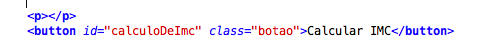 <p></p>
<button id="calculoDeImc" class="botao">Calcular IMC</button>